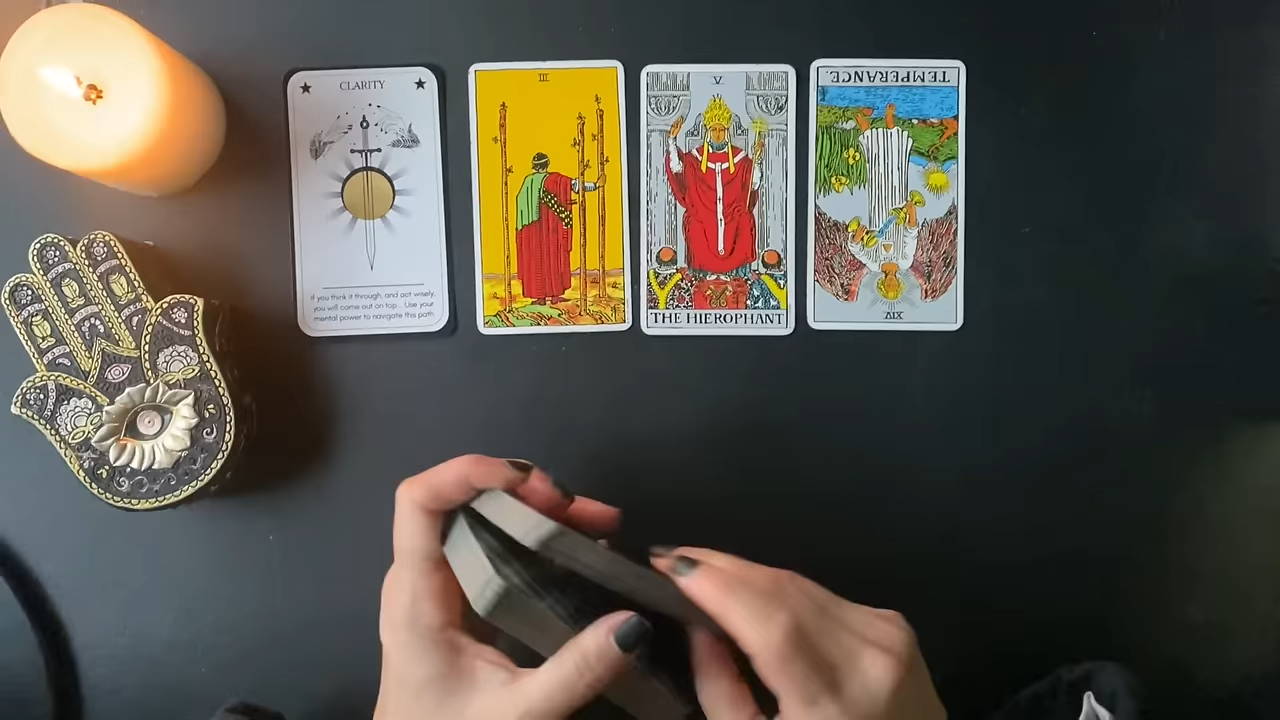 CLARITY
if you think it through, and act wisely,
you will come out on top... Use your
mental power to navigate this path
III
V
THE HIEROPHANT
TEMPERANCE
XIV